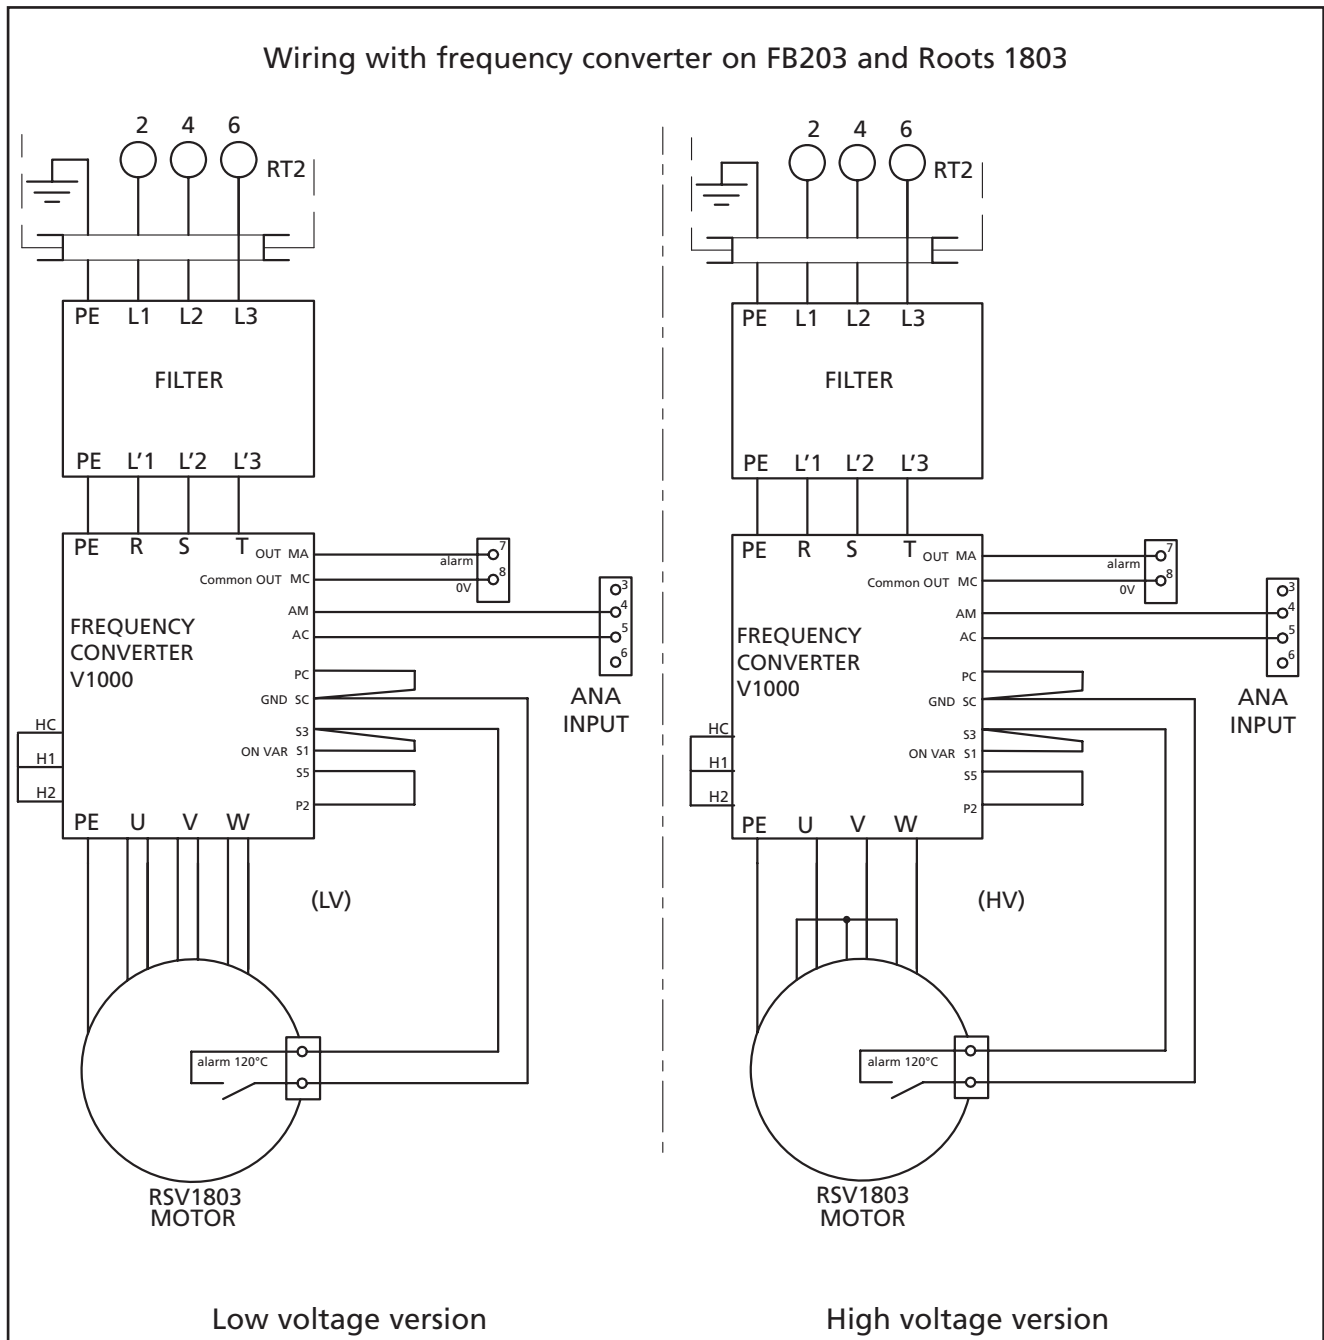 Wiring with frequency converter on FB203 and Roots 1803
2 4 6
RT2
PE L1 L2 L3
FILTER
PE L'1 L'2 L'3
PE R S T
OUT MA
Common OUT MC
AM
AC
PC
GND SC
S3
ON VAR S1
S5
P2
FREQUENCY
CONVERTER
V1000
HC
H1
H2
PE U V W
alarm
0V
7
8
3
4
5
6
ANA
INPUT
(LV)
alarm 120°C
RSV1803
MOTOR
Low voltage version
2 4 6
RT2
PE L1 L2 L3
FILTER
PE L'1 L'2 L'3
PE R S T
OUT MA
Common OUT MC
AM
AC
PC
GND SC
S3
ON VAR S1
S5
P2
FREQUENCY
CONVERTER
V1000
HC
H1
H2
PE U V W
alarm
0V
7
8
3
4
5
6
ANA
INPUT
(HV)
alarm 120°C
RSV1803
MOTOR
High voltage version